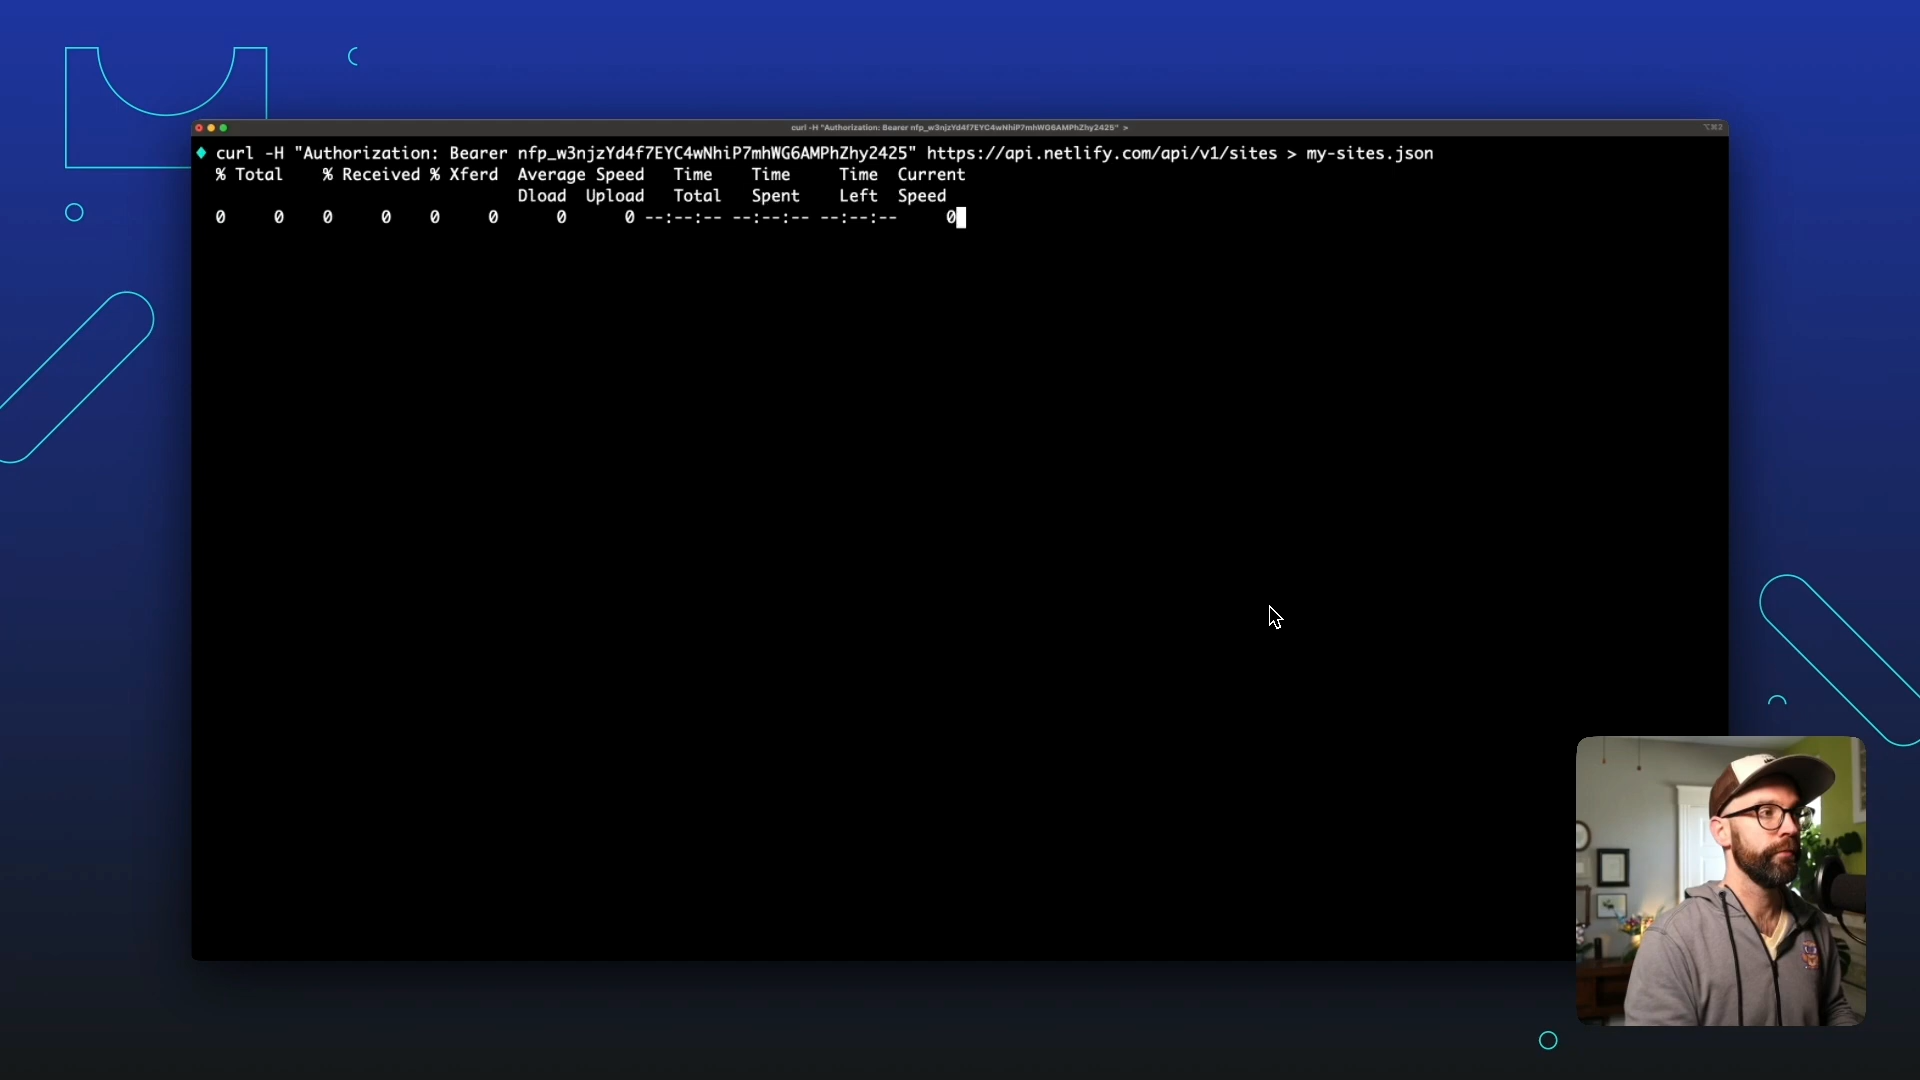 curl -H "Authorization: Bearer nfp_w3njzYd4f7EYC4wNhiP7mhWG6AMPhZhy2425" >
⌥⌘2
curl -H "Authorization: Bearer nfp_w3njzYd4f7EYC4wNhiP7mhWG6AMPhZhy2425" https://api.netlify.com/api/v1/sites > my-sites.json
% Total % Received % Xferd Average Speed Time Time Time Current
Dload Upload Total Spent Left Speed
0 0 0 0 0 0 0 0 --:--:-- --:--:-- --:--:-- 0